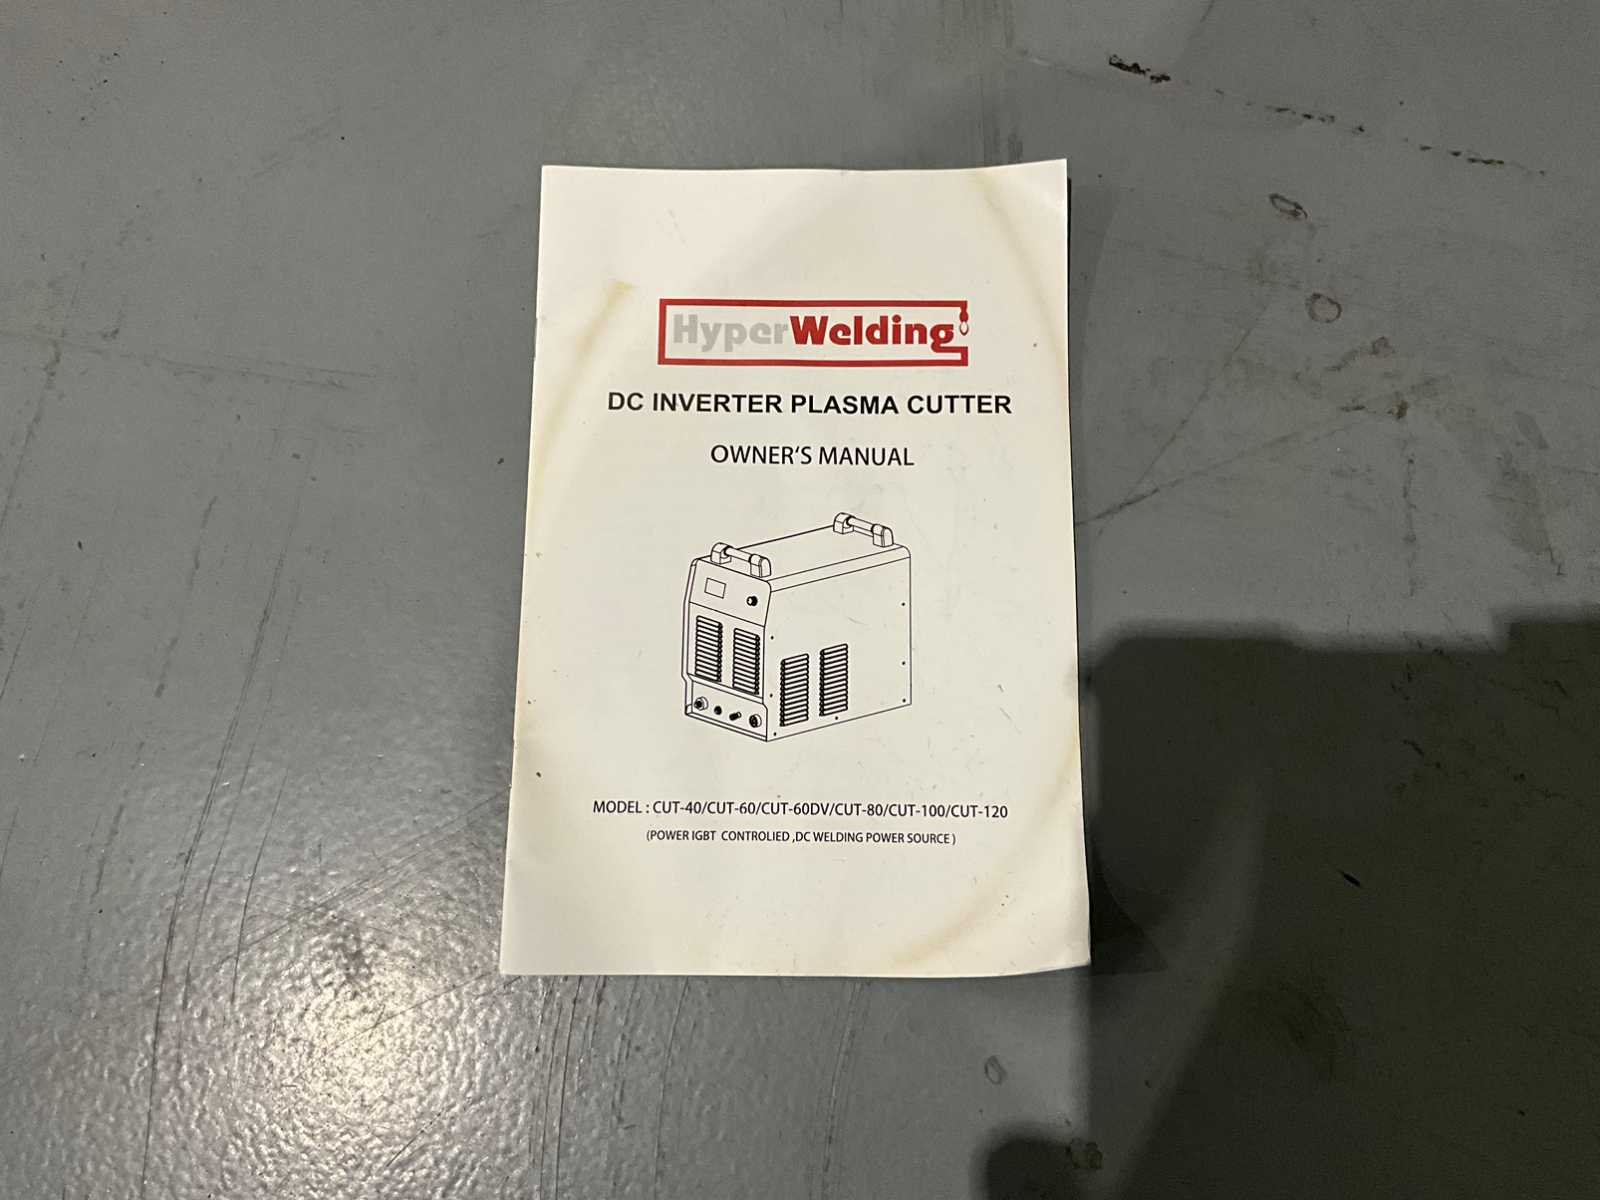 HyperWelding
DC INVERTER PLASMA CUTTER
OWNER'S MANUAL
MODEL : CUT-40/CUT-60/CUT-60DV/CUT-80/CUT-100/CUT-120
(POWER IGBT CONTROLIED ,DC WELDING POWER SOURCE )